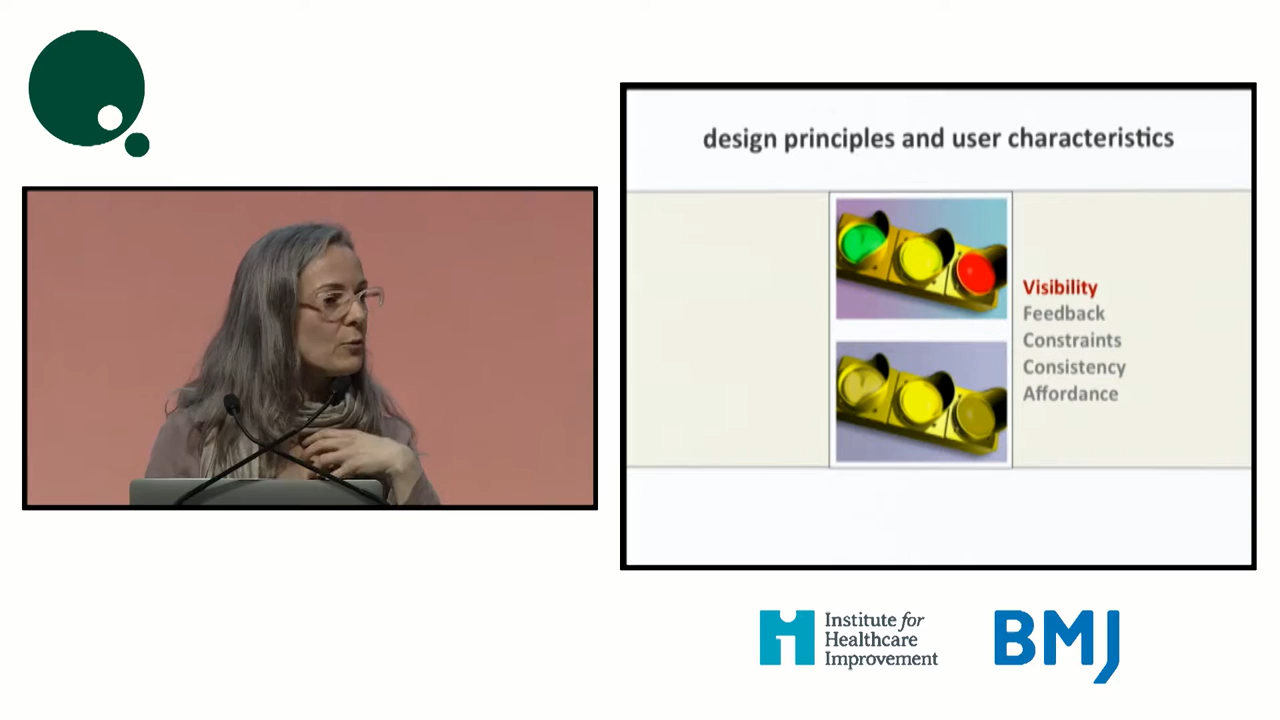 design principles and user characteristics
Visibility
Feedback
Constraints
Consistency
Affordance
Institute for
Healthcare
Improvement
BMJ